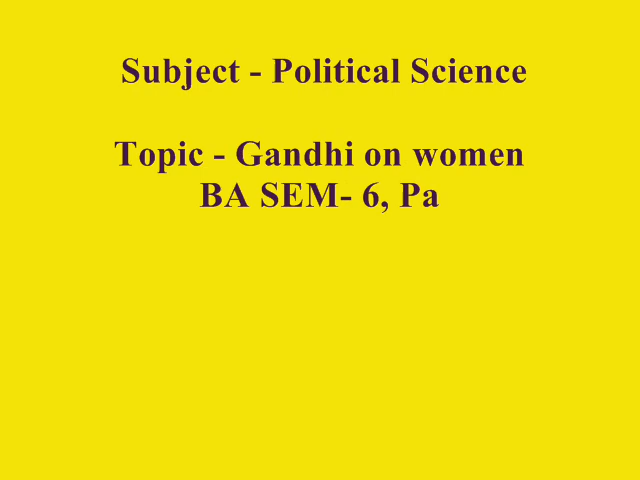 Subject - Political Science
Topic - Gandhi on women
BA SEM- 6, Pa